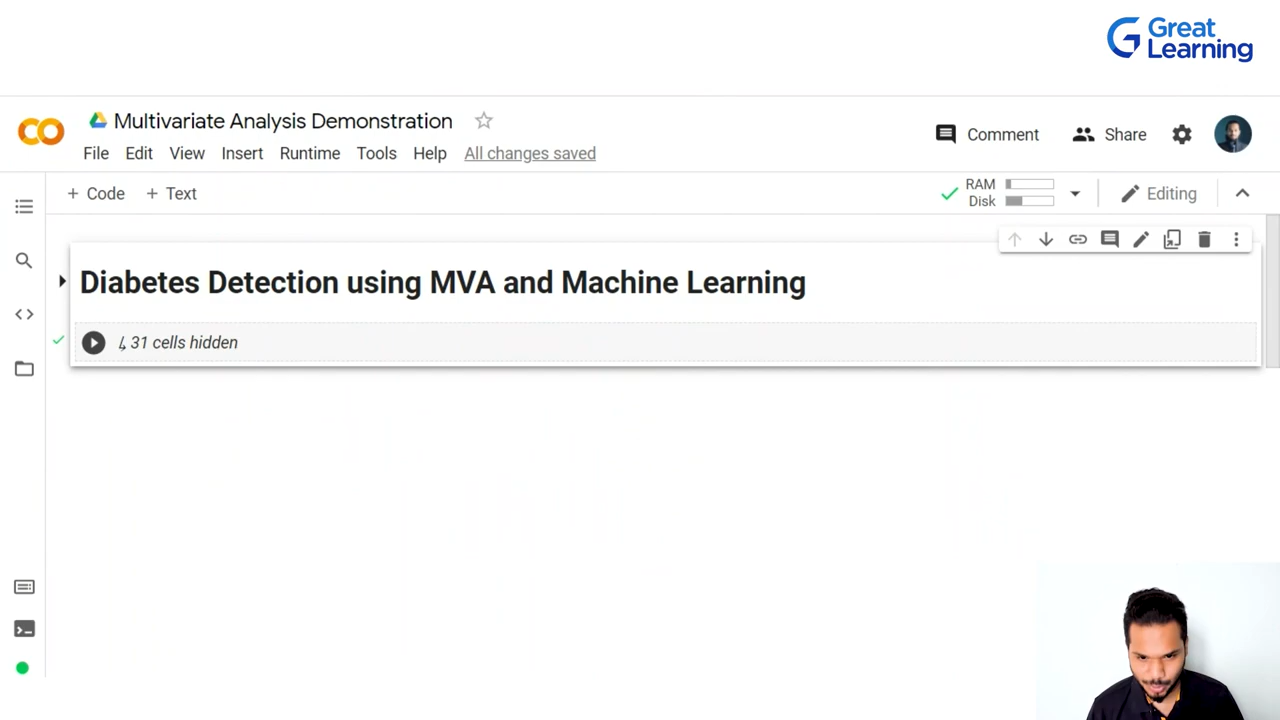 Great
Learning
Multivariate Analysis Demonstration
Comment
Share
File Edit View Insert Runtime Tools Help All changes saved
+ Code + Text
RAM
Disk
Editing
Diabetes Detection using MVA and Machine Learning
↳ 31 cells hidden